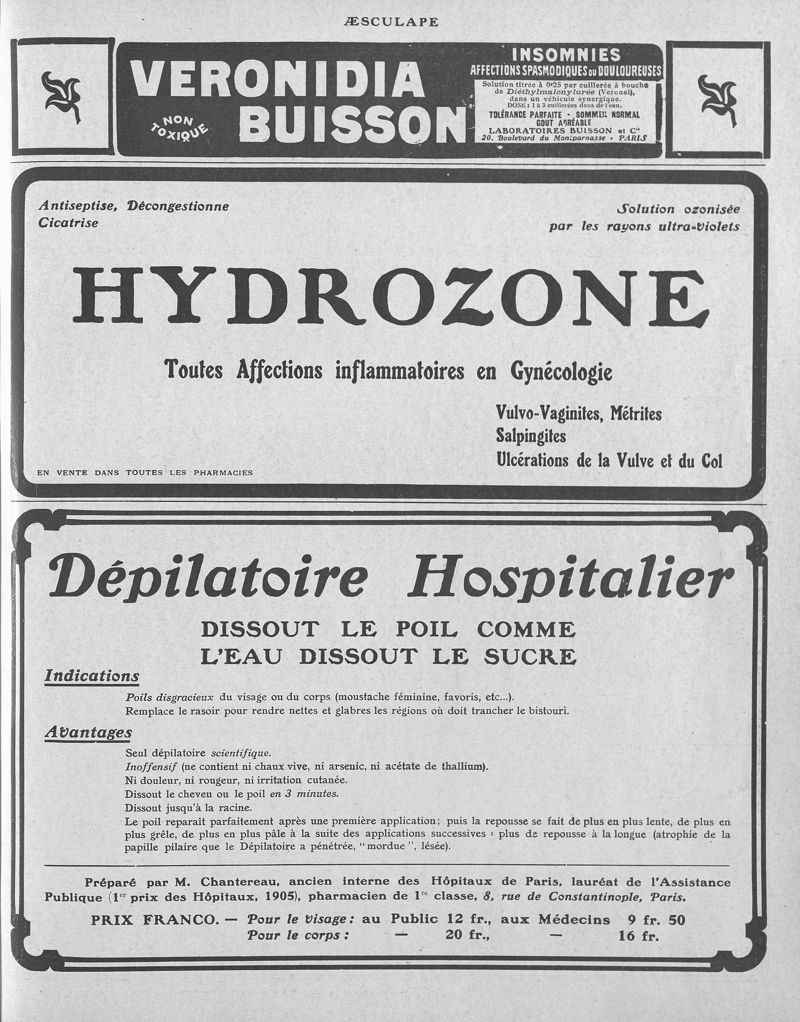 ÆSCULAPE
VERONIDIA
BUISSON
NON
TOXIQUE
INSOMNIES
AFFECTIONS SPASMODIQUES OU DOULOUREUSES
Solution titrée à 0g25 par cuillerée à bouche
de Diéthylmalonylurée (Veronal),
dans un véhicule synergique.
DOSE : 1 à 3 cuillerées dans de l'eau.
TOLÉRANCE PARFAITE - SOMMEIL NORMAL
GOUT AGRÉABLE
LABORATOIRES BUISSON et Cie
20, Boulevard du Montparnasse - PARIS
Antiseptise, Décongestionne
Cicatrise
Solution ozonisée
par les rayons ultra-violets
HYDROZONE
Toutes Affections inflammatoires en Gynécologie
Vulvo-Vaginites, Métrites
Salpingites
Ulcérations de la Vulve et du Col
EN VENTE DANS TOUTES LES PHARMACIES
Dépilatoire Hospitalier
DISSOUT LE POIL COMME
L'EAU DISSOUT LE SUCRE
Indications
Poils disgracieux du visage ou du corps (moustache féminine, favoris, etc...).
Remplace le rasoir pour rendre nettes et glabres les régions où doit trancher le bistouri.
Avantages
Seul dépilatoire scientifique.
Inoffensif (ne contient ni chaux vive, ni arsenic, ni acétate de thallium).
Ni douleur, ni rougeur, ni irritation cutanée.
Dissout le cheveu ou le poil en 3 minutes.
Dissout jusqu'à la racine.
Le poil reparaît parfaitement après une première application; puis la repousse se fait de plus en plus lente, de plus en
plus grêle, de plus en plus pâle à la suite des applications successives : plus de repousse à la longue (atrophie de la
papille pilaire que le Dépilatoire a pénétrée, "mordue", lésée).
Préparé par M. Chantereau, ancien interne des Hôpitaux de Paris, lauréat de l'Assistance
Publique (1er prix des Hôpitaux, 1905), pharmacien de 1re classe, 8, rue de Constantinople, Paris.
PRIX FRANCO. — Pour le visage : au Public 12 fr., aux Médecins 9 fr. 50
Pour le corps : — 20 fr., — 16 fr.